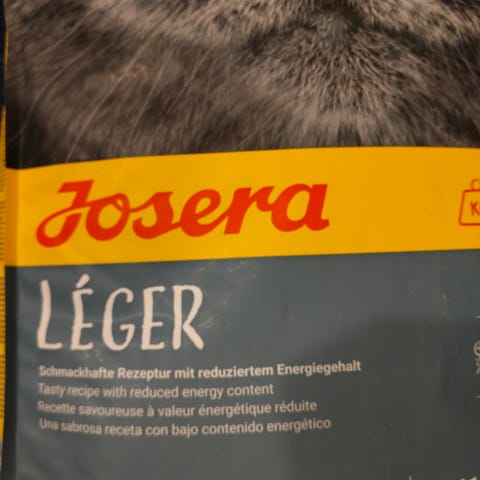 Josera
LÉGER
Schmackhafte Rezeptur mit reduziertem Energiegehalt
Tasty recipe with reduced energy content
Recette savoureuse à valeur énergétique réduite
Una sabrosa receta con bajo contenido energético